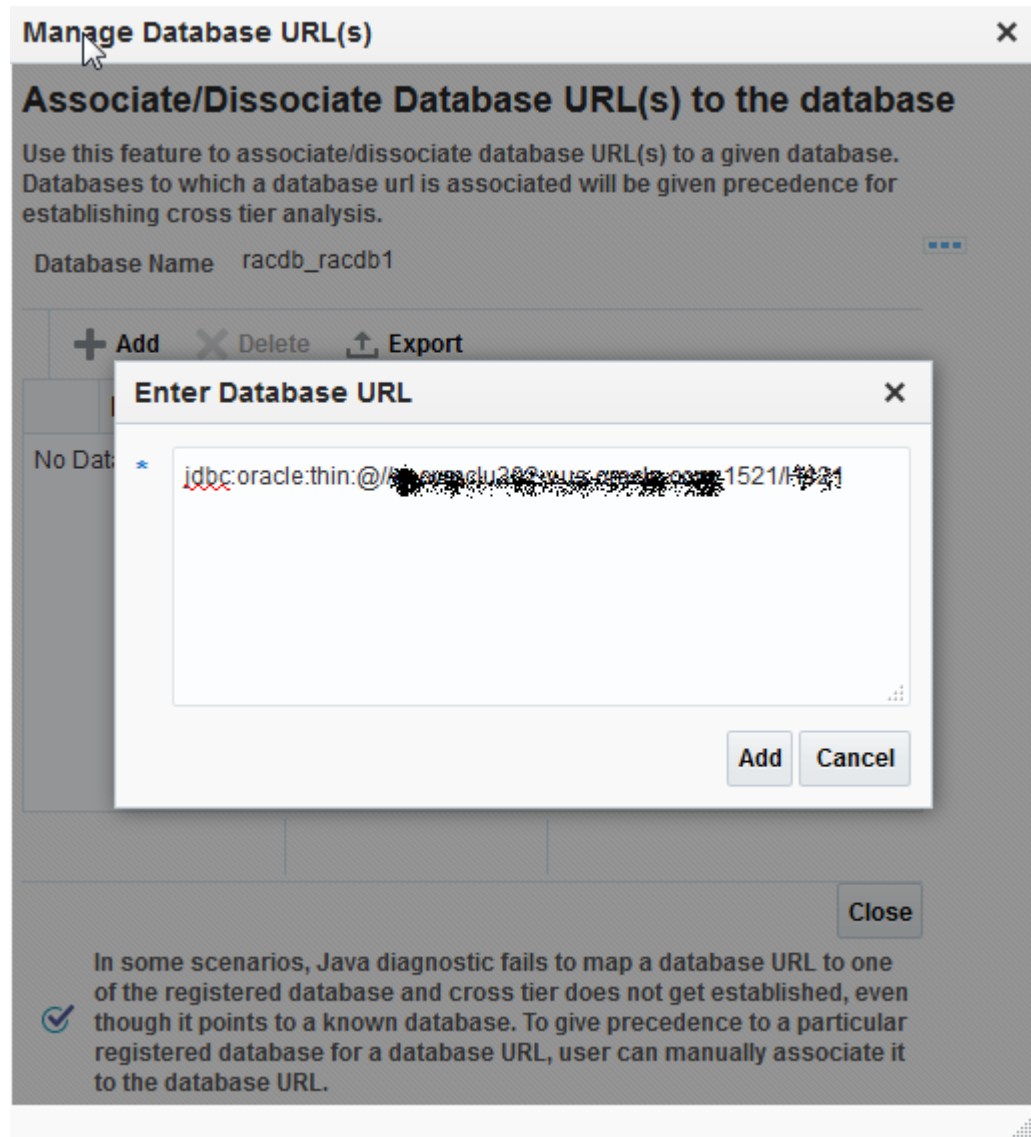 Manage Database URL(s)
Associate/Dissociate Database URL(s) to the database
Use this feature to associate/dissociate database URL(s) to a given database.
Databases to which a database url is associated will be given precedence for
establishing cross tier analysis.
Database Name racdb_racdb1
Add Delete Export
Enter Database URL
No Data
* jdbc:oracle:thin:@// 1521/
Add Cancel
Close
In some scenarios, Java diagnostic fails to map a database URL to one
of the registered database and cross tier does not get established, even
though it points to a known database. To give precedence to a particular
registered database for a database URL, user can manually associate it
to the database URL.